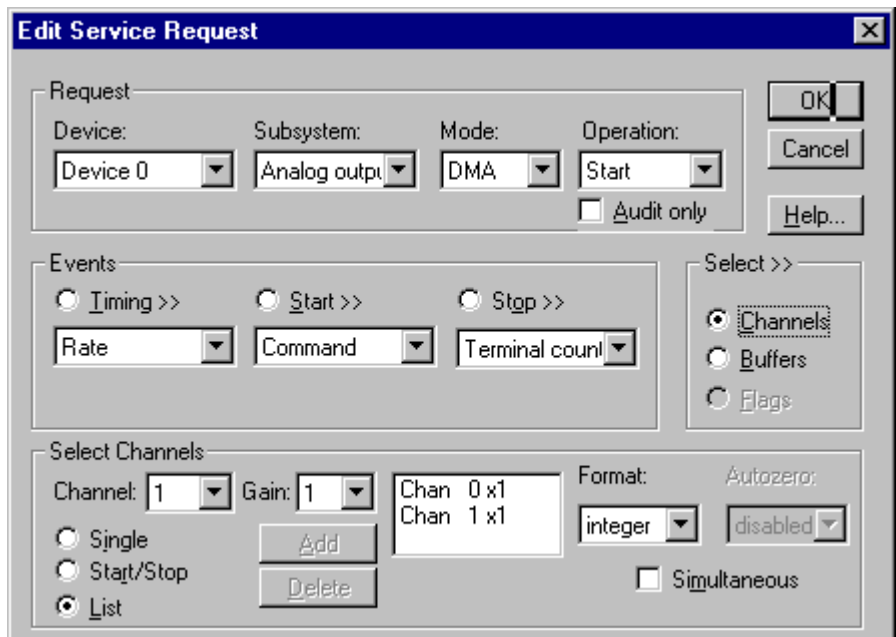 Edit Service Request
Request
Device: Subsystem: Mode: Operation:
Device 0 Analog outpu DMA Start
Audit only
OK
Cancel
Help...
Events
Timing >> Start >> Stop >>
Rate Command Terminal count
Select >>
Channels
Buffers
Flags
Select Channels
Channel: 1 Gain: 1
Single
Start/Stop
List
Add
Delete
Chan 0 x1
Chan 1 x1
Format: Autozero:
integer disabled
Simultaneous